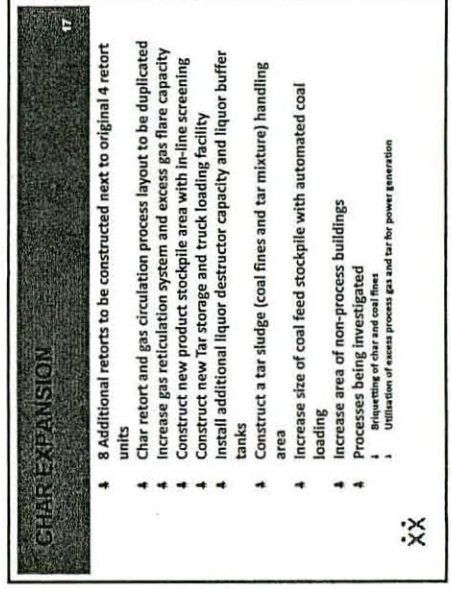 CHAR EXPANSION
17
8 Additional retorts to be constructed next to original 4 retort
units
Char retort and gas circulation process layout to be duplicated
Increase gas reticulation system and excess gas flare capacity
Construct new product stockpile area with in-line screening
Construct new Tar storage and truck loading facility
Install additional liquor destructor capacity and liquor buffer
tanks
Construct a tar sludge (coal fines and tar mixture) handling
area
Increase size of coal feed stockpile with automated coal
loading
Increase area of non-process buildings
Processes being investigated
Briquetting of char and coal fines
Utilisation of excess process gas and tar for power generation